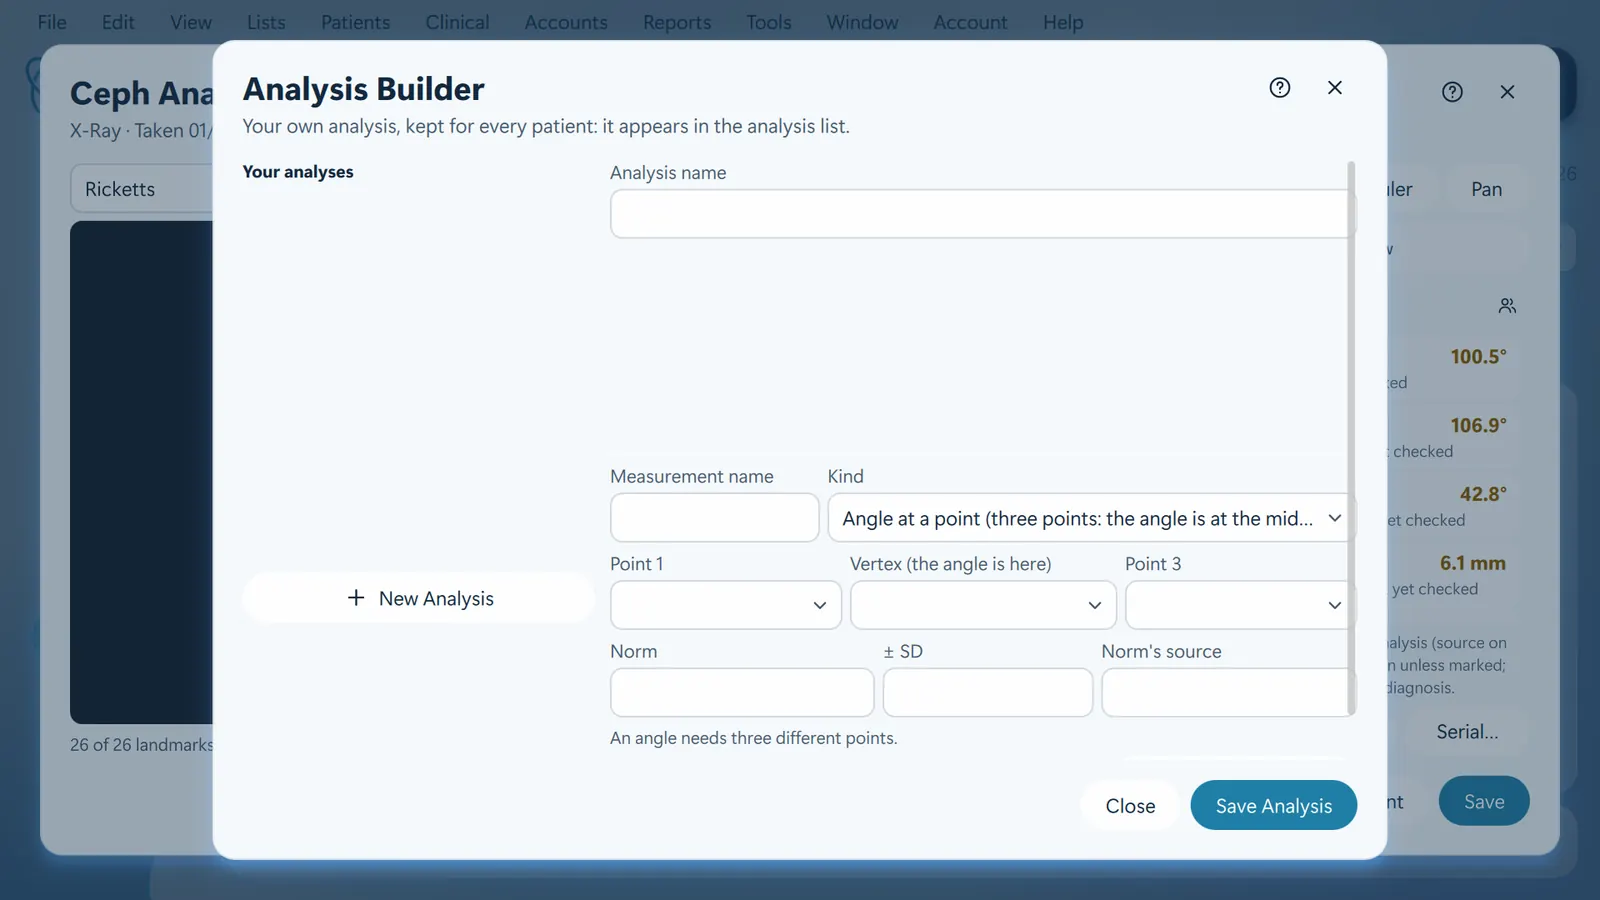 File Edit View Lists Patients Clinical Accounts Reports Tools Window Account Help
Ceph Ana
X-Ray · Taken 01/
Ricketts
26 of 26 landmarks
Analysis Builder
Your own analysis, kept for every patient: it appears in the analysis list.
Your analyses
New Analysis
Analysis name
Measurement name Kind
Angle at a point (three points: the angle is at the mid...
Point 1 Vertex (the angle is here) Point 3
Norm ± SD Norm's source
An angle needs three different points.
Close Save Analysis
26
Pan
100.5°
106.9°
checked
42.8°
et checked
6.1 mm
yet checked
alysis (source on
n unless marked;
diagnosis.
Serial...
nt Save